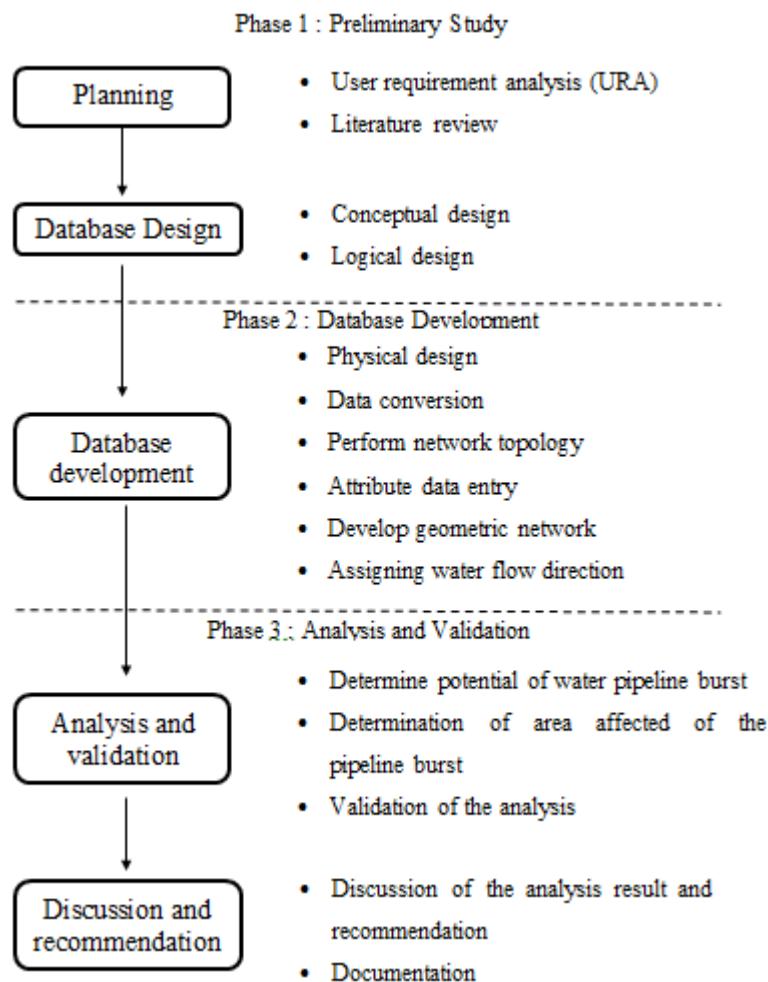 Phase 1 : Preliminary Study
Planning
• User requirement analysis (URA)
• Literature review
Database Design
• Conceptual design
• Logical design
Phase 2 : Database Development
Database
development
• Physical design
• Data conversion
• Perform network topology
• Attribute data entry
• Develop geometric network
• Assigning water flow direction
Phase 3 : Analysis and Validation
Analysis and
validation
• Determine potential of water pipeline burst
• Determination of area affected of the
pipeline burst
• Validation of the analysis
Discussion and
recommendation
• Discussion of the analysis result and
recommendation
• Documentation